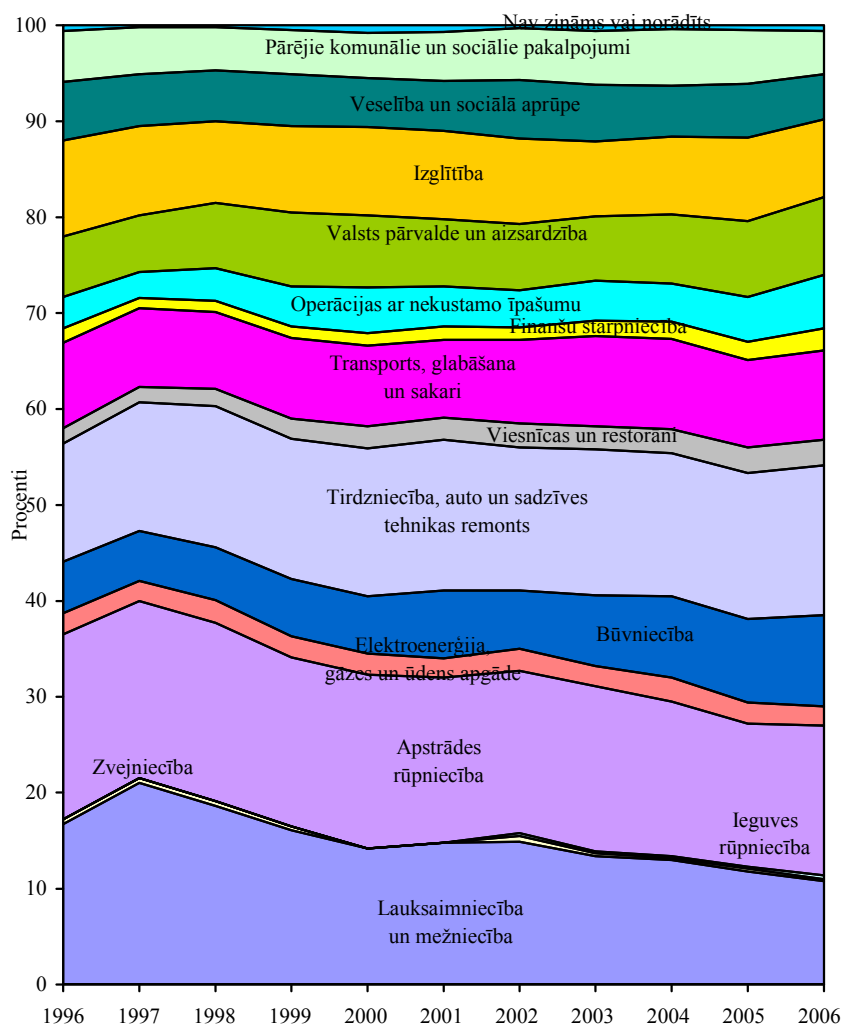 100
90
80
70
60
50
40
30
20
10
0
Procenti
Nav zināms vai norādīts
Pārējie komunālie un sociālie pakalpojumi
Veselība un sociālā aprūpe
Izglītība
Valsts pārvalde un aizsardzība
Operācijas ar nekustamo īpašumu
Finanšu starpniecība
Transports, glabāšana
un sakari
Viesnīcas un restorāni
Tirdzniecība, auto un sadzīves
tehnikas remonts
Būvniecība
Elektroenerģija,
gāzes un ūdens apgāde
Apstrādes
rūpniecība
Zvejniecība
Ieguves
rūpniecība
Lauksaimniecība
un mežniecība
1996 1997 1998 1999 2000 2001 2002 2003 2004 2005 2006